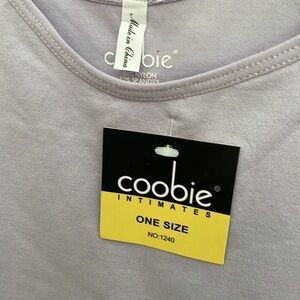 Made in China
coobie
NYLON
SPANDEX
coobie®
INTIMATES
ONE SIZE
NO:1240